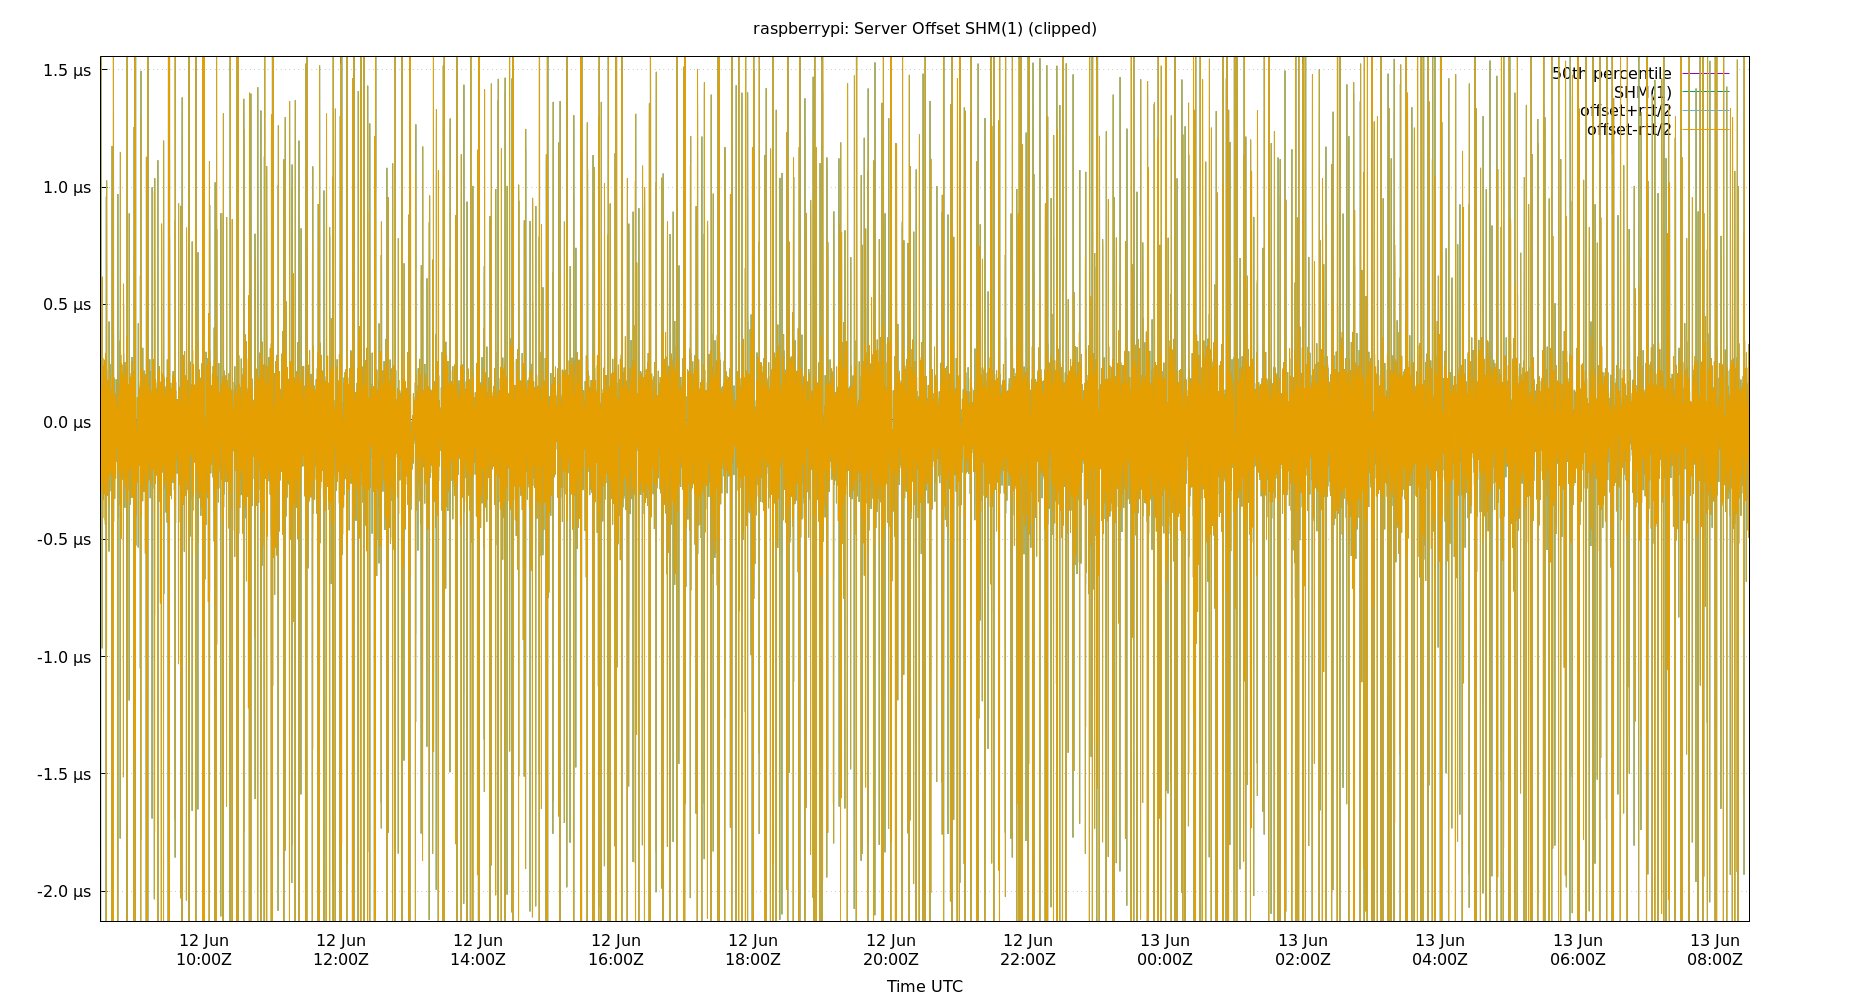 raspberrypi: Server Offset SHM(1) (clipped)
1.5 µs
1.0 µs
0.5 µs
0.0 µs
-0.5 µs
-1.0 µs
-1.5 µs
-2.0 µs
50th percentile
SHM(1)
offset+rtt/2
offset-rtt/2
12 Jun 12 Jun 12 Jun 12 Jun 12 Jun 12 Jun 12 Jun 13 Jun 13 Jun 13 Jun 13 Jun 13 Jun
10:00Z 12:00Z 14:00Z 16:00Z 18:00Z 20:00Z 22:00Z 00:00Z 02:00Z 04:00Z 06:00Z 08:00Z
Time UTC